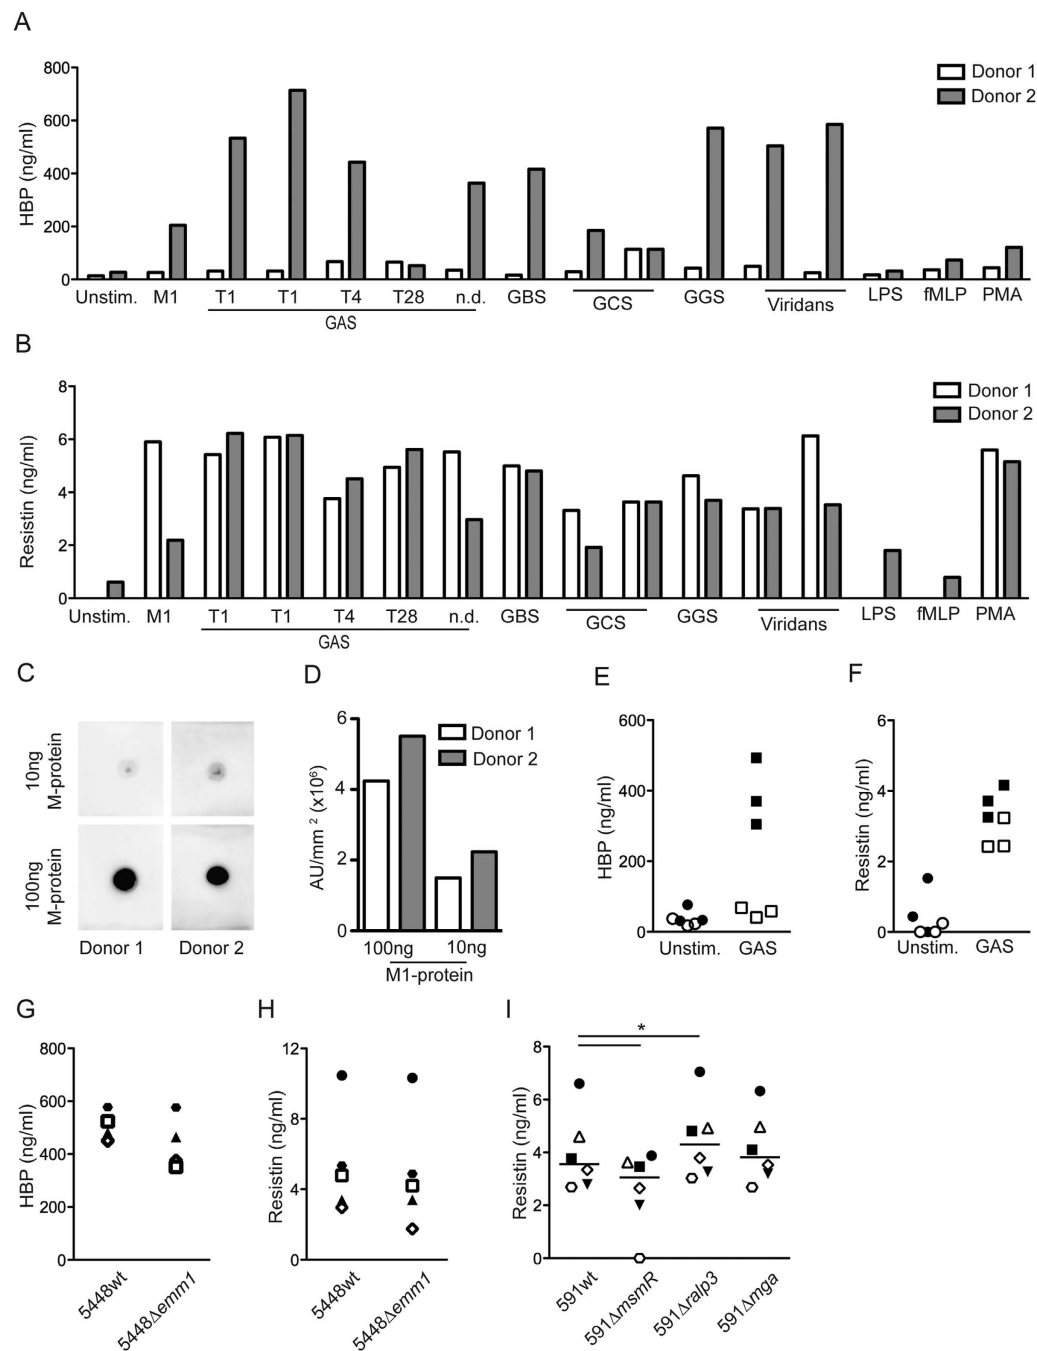 A
HBP (ng/ml)
800
600
400
200
0
Donor 1
Donor 2
Unstim. M1 T1 T1 T4 T28 n.d. GBS GCS GGS Viridans LPS fMLP PMA
GAS
B
Resistin (ng/ml)
8
6
4
2
0
Donor 1
Donor 2
Unstim. M1 T1 T1 T4 T28 n.d. GBS GCS GGS Viridans LPS fMLP PMA
GAS
C
10ng
M-protein
100ng
M-protein
Donor 1 Donor 2
D
AU/mm² (x10⁶)
6
4
2
0
Donor 1
Donor 2
100ng 10ng
M1-protein
E
HBP (ng/ml)
600
400
200
0
Unstim. GAS
F
Resistin (ng/ml)
6
4
2
0
Unstim. GAS
G
HBP (ng/ml)
800
600
400
200
0
5448wt
5448Δemm1
H
Resistin (ng/ml)
12
8
4
0
5448wt
5448Δemm1
I
Resistin (ng/ml)
8
6
4
2
0
*
591wt
591ΔmsmR
591Δralp3
591Δmga